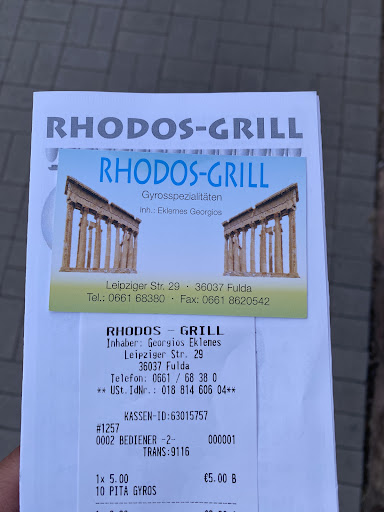 RHODOS-GRILL
RHODOS-GRILL
Gyrosspezialitäten
Inh.: Eklemes Georgios
Leipziger Str. 29 · 36037 Fulda
Tel.: 0661 68380 · Fax: 0661 8620542
RHODOS - GRILL
Inhaber: Georgios Eklemes
Leipziger Str. 29
36037 Fulda
Telefon: 0661 / 68 38 0
** USt.IdNr.: 018 814 606 04**
KASSEN-ID:63015757
#1257
0002 BEDIENER -2- 000001
TRANS:9116
1x 5.00 €5.00 B
10 PITA GYROS